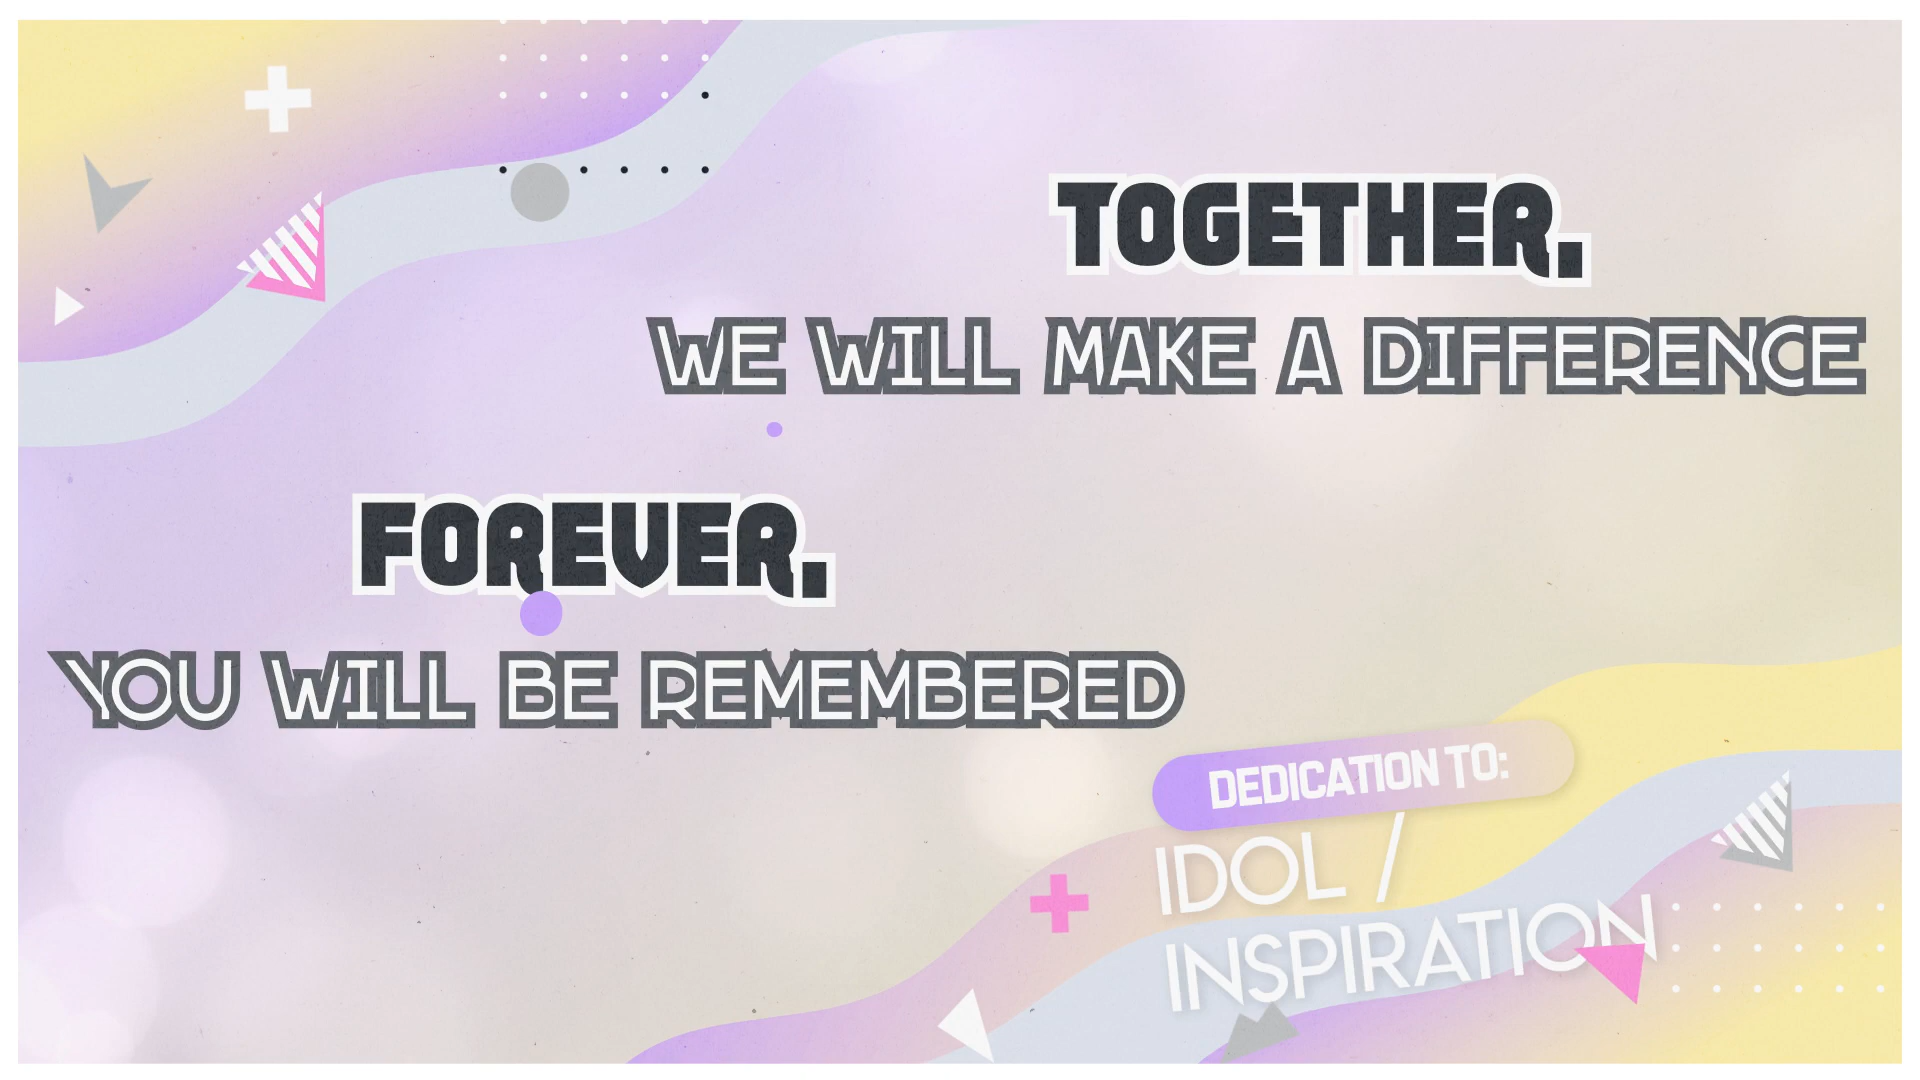 TOGETHER.
WE WILL MAKE A DIFFERENCE
FOREVER.
YOU WILL BE REMEMBERED
DEDICATION TO:
IDOL /
INSPIRATION